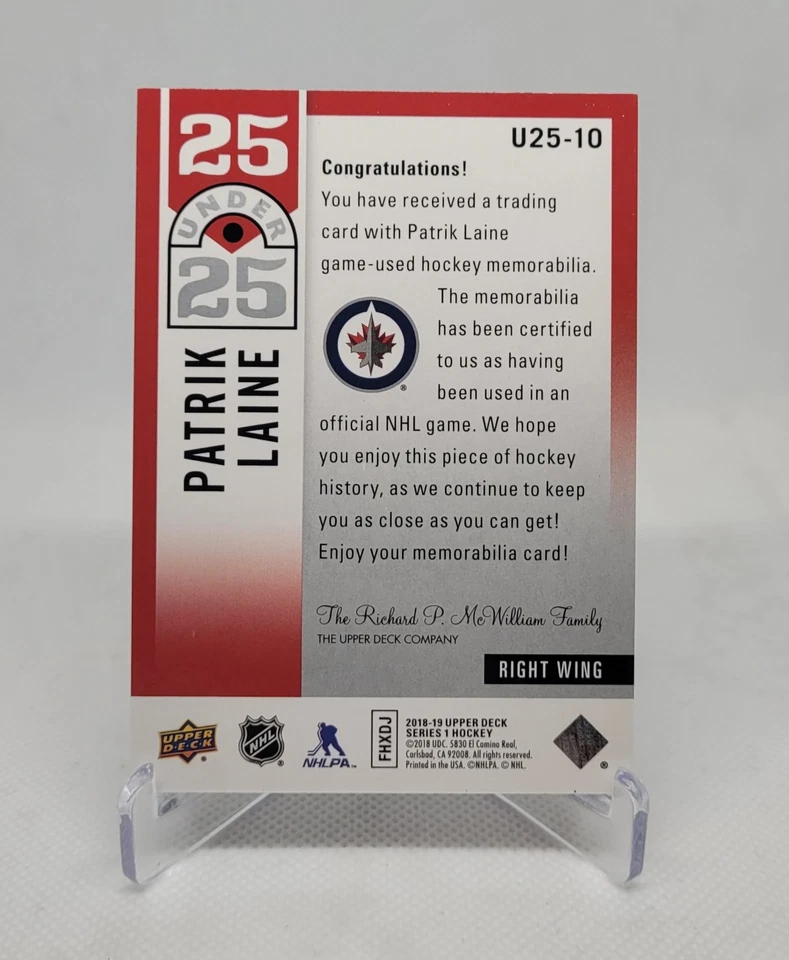 25
UNDER
25
PATRIK
LAINE
U25-10
Congratulations!
You have received a trading
card with Patrik Laine
game-used hockey memorabilia.
The memorabilia
has been certified
to us as having
been used in an
official NHL game. We hope
you enjoy this piece of hockey
history, as we continue to keep
you as close as you can get!
Enjoy your memorabilia card!
The Richard P. McWilliam Family
THE UPPER DECK COMPANY
RIGHT WING
UPPER
D·E·C·K
®
NHL
®
NHLPA™
FHXDJ
2018-19 UPPER DECK
SERIES 1 HOCKEY
©2018 UDC. 5830 El Camino Real,
Carlsbad, CA 92008. All rights reserved.
Printed in the USA. ©NHLPA. © NHL.
®